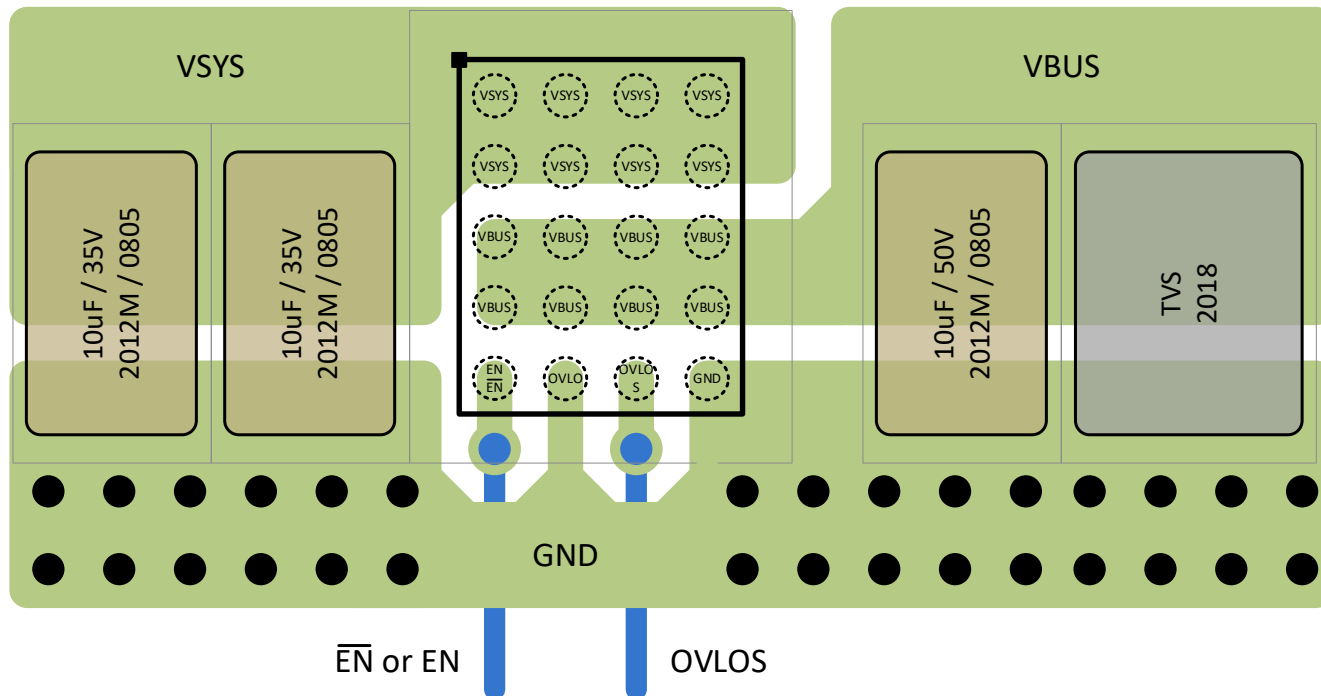 VSYS
VBUS
VSYS VSYS VSYS VSYS
VSYS VSYS VSYS VSYS
VBUS VBUS VBUS VBUS
VBUS VBUS VBUS VBUS
EN
E̅N̅
OVLO
OVLO
S
GND
10uF / 35V
2012M / 0805
10uF / 35V
2012M / 0805
10uF / 50V
2012M / 0805
TVS
2018
GND
E̅N̅ or EN
OVLOS